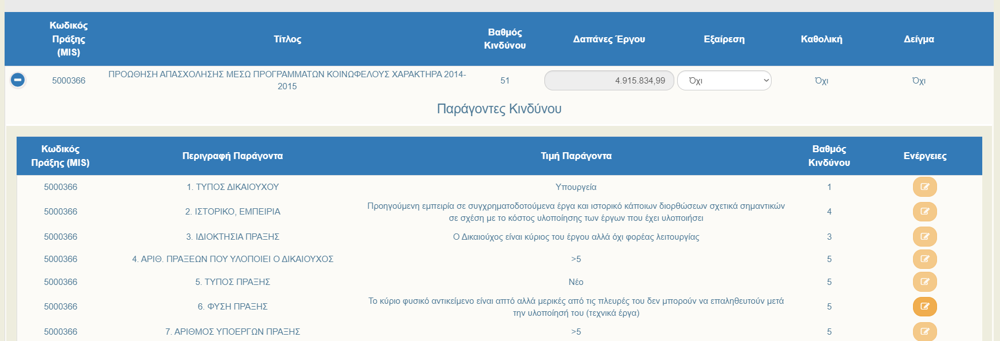 Κωδικός Πράξης (MIS) Τίτλος Βαθμός Κινδύνου Δαπάνες Έργου Εξαίρεση Καθολική Δείγμα
5000366 ΠΡΟΩΘΗΣΗ ΑΠΑΣΧΟΛΗΣΗΣ ΜΕΣΩ ΠΡΟΓΡΑΜΜΑΤΩΝ ΚΟΙΝΩΦΕΛΟΥΣ ΧΑΡΑΚΤΗΡΑ 2014-
2015 51 4.915.834,99 Όχι Όχι Όχι
Παράγοντες Κινδύνου
Κωδικός Πράξης (MIS) Περιγραφή Παράγοντα Τιμή Παράγοντα Βαθμός Κινδύνου Ενέργειες
5000366 1. ΤΥΠΟΣ ΔΙΚΑΙΟΥΧΟΥ Υπουργεία 1
5000366 2. ΙΣΤΟΡΙΚΟ, ΕΜΠΕΙΡΙΑ Προηγούμενη εμπειρία σε συγχρηματοδοτούμενα έργα και ιστορικό κάποιων διορθώσεων σχετικά σημαντικών
σε σχέση με το κόστος υλοποίησης των έργων που έχει υλοποιήσει 4
5000366 3. ΙΔΙΟΚΤΗΣΙΑ ΠΡΑΞΗΣ Ο Δικαιούχος είναι κύριος του έργου αλλά όχι φορέας λειτουργίας 3
5000366 4. ΑΡΙΘ. ΠΡΑΞΕΩΝ ΠΟΥ ΥΛΟΠΟΙΕΙ Ο ΔΙΚΑΙΟΥΧΟΣ >5 5
5000366 5. ΤΥΠΟΣ ΠΡΑΞΗΣ Νέο 5
5000366 6. ΦΥΣΗ ΠΡΑΞΗΣ Το κύριο φυσικό αντικείμενο είναι απτό αλλά μερικές από τις πλευρές του δεν μπορούν να επαληθευτούν μετά
την υλοποίησή του (τεχνικά έργα) 5
5000366 7. ΑΡΙΘΜΟΣ ΥΠΟΕΡΓΩΝ ΠΡΑΞΗΣ >5 5